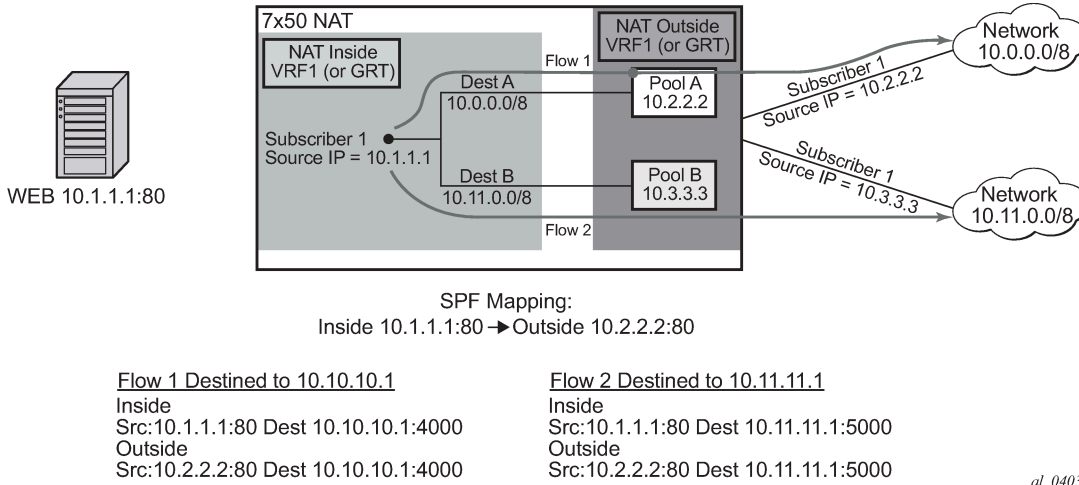 7x50 NAT
NAT Inside
VRF1 (or GRT)
NAT Outside
VRF1 (or GRT)
Flow 1
Dest A
10.0.0.0/8
Pool A
10.2.2.2
Subscriber 1
Source IP = 10.2.2.2
Network
10.0.0.0/8
Subscriber 1
Source IP = 10.1.1.1
WEB 10.1.1.1:80
Dest B
10.11.0.0/8
Pool B
10.3.3.3
Flow 2
Subscriber 1
Source IP = 10.3.3.3
Network
10.11.0.0/8
SPF Mapping:
Inside 10.1.1.1:80 → Outside 10.2.2.2:80
Flow 1 Destined to 10.10.10.1
Inside
Src:10.1.1.1:80 Dest 10.10.10.1:4000
Outside
Src:10.2.2.2:80 Dest 10.10.10.1:4000
Flow 2 Destined to 10.11.11.1
Inside
Src:10.1.1.1:80 Dest 10.11.11.1:5000
Outside
Src:10.2.2.2:80 Dest 10.11.11.1:5000
al_0403